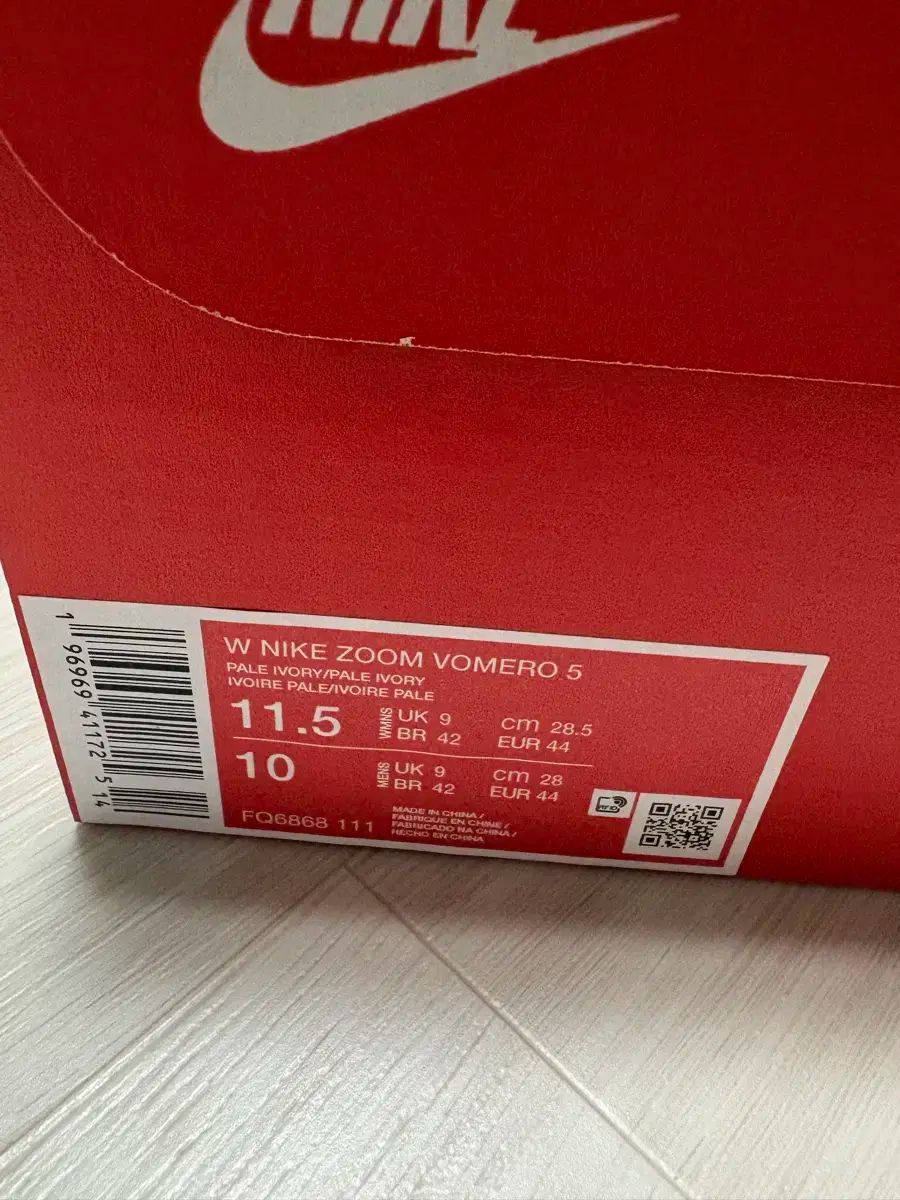 NIKE
W NIKE ZOOM VOMERO 5
PALE IVORY/PALE IVORY
IVOIRE PALE/IVOIRE PALE
11.5 WMNS UK 9 cm 28.5
BR 42 EUR 44
10 MENS UK 9 cm 28
BR 42 EUR 44
FQ6868 111
MADE IN CHINA /
FABRIQUE EN CHINE /
FABRICADO NA CHINA /
HECHO EN CHINA
RFID
1 96969 41172 5 14